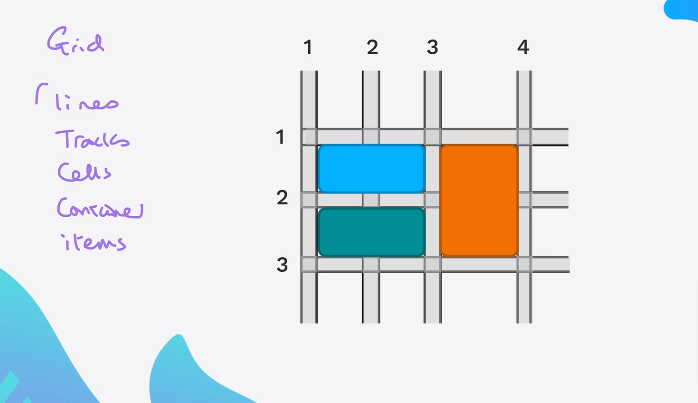 Grid
1 2 3 4
lines
1
Tracks
Cells
2
Container
items
3